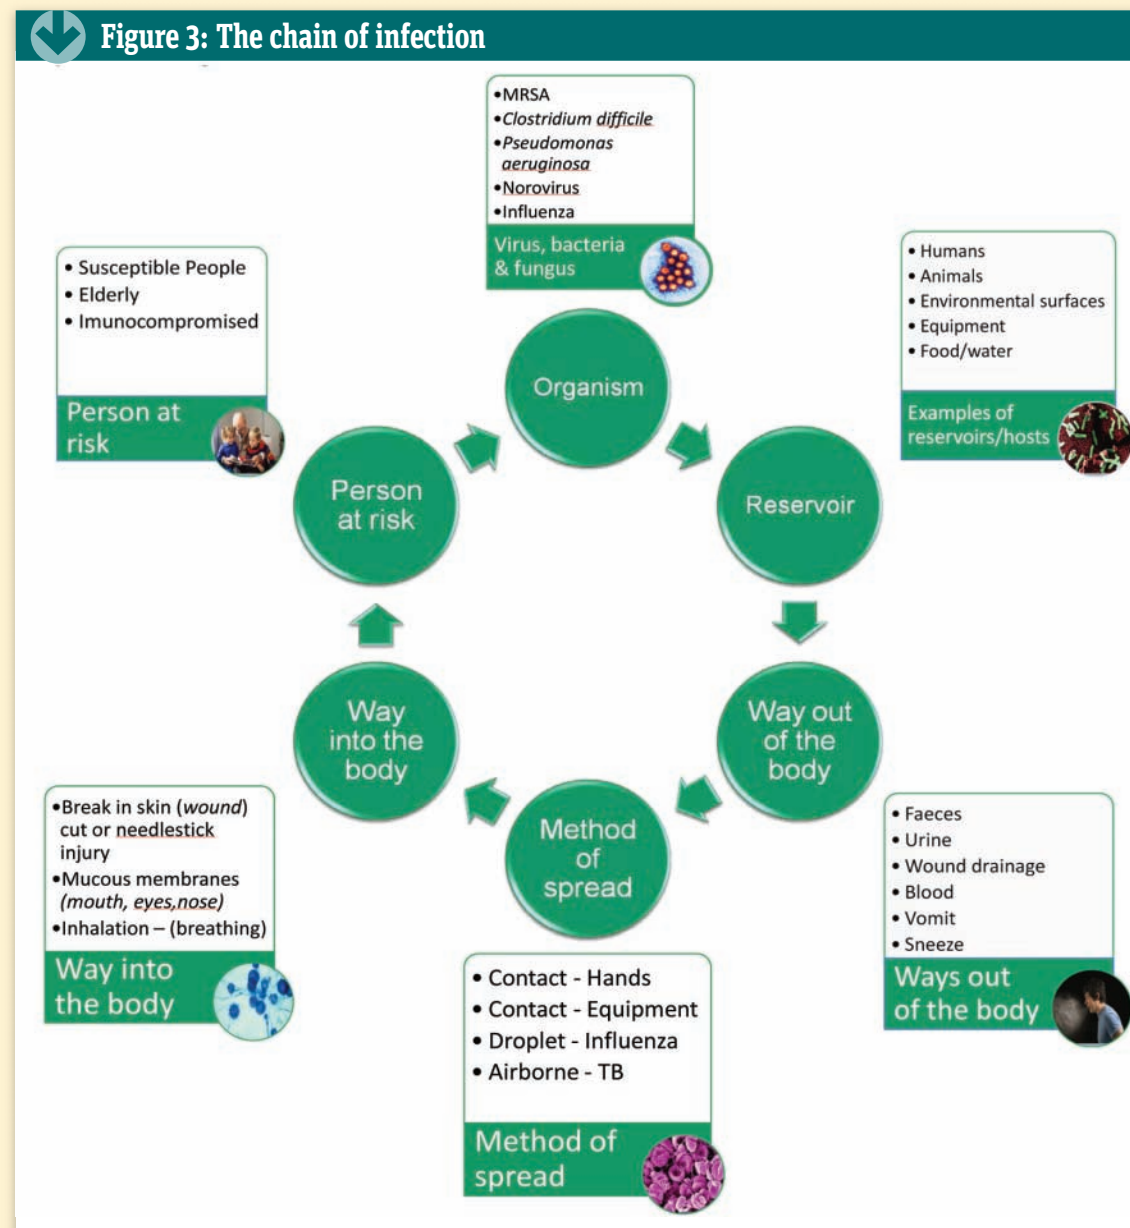 Figure 3: The chain of infection
•MRSA
•Clostridium difficile
•Pseudomonas
aeruginosa
•Norovirus
•Influenza
Virus, bacteria
& fungus
• Humans
• Animals
• Environmental surfaces
• Equipment
• Food/water
Examples of
reservoirs/hosts
• Susceptible People
• Elderly
• Imunocompromised
Person at
risk
Organism
Reservoir
Way out
of the
body
Method
of
spread
Way
into the
body
Person
at risk
• Faeces
• Urine
• Wound drainage
• Blood
• Vomit
• Sneeze
Ways out
of the body
• Contact - Hands
• Contact - Equipment
• Droplet - Influenza
• Airborne - TB
Method of
spread
•Break in skin (wound)
cut or needlestick
injury
•Mucous membranes
(mouth, eyes,nose)
•Inhalation – (breathing)
Way into
the body